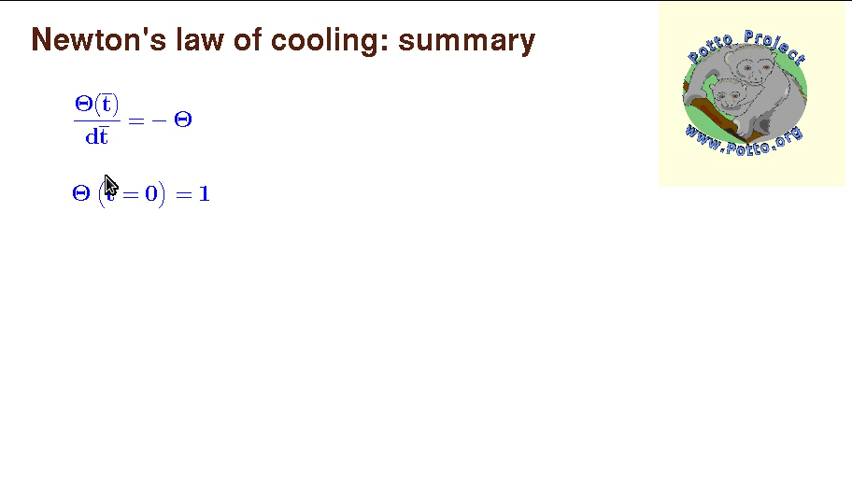 Newton's law of cooling: summary
Potto Project
www.Potto.org
Θ(t̅)
dt̅
= − Θ
Θ (t̅ = 0) = 1